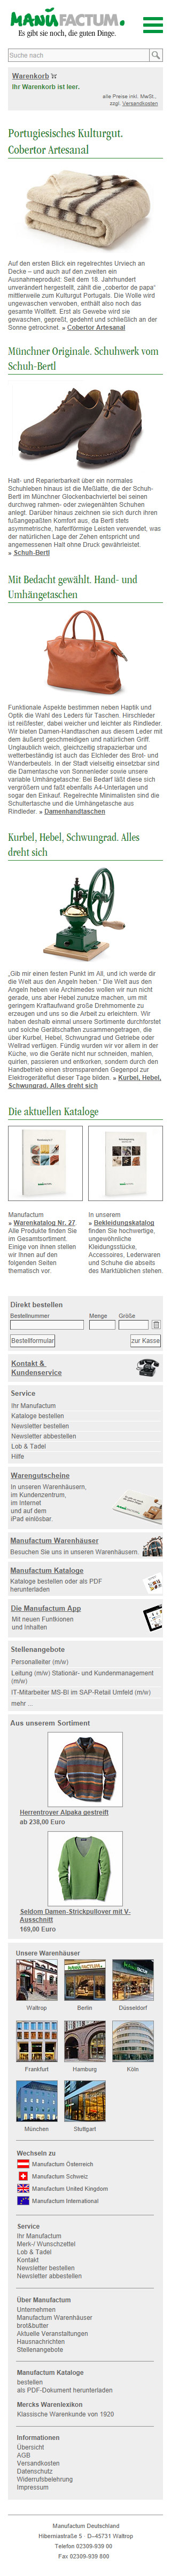 MANUFACTUM.
Es gibt sie noch, die guten Dinge.
Suche nach
Warenkorb
Ihr Warenkorb ist leer.
alle Preise inkl. MwSt.,
zzgl. Versandkosten
Portugiesisches Kulturgut.
Cobertor Artesanal
Auf den ersten Blick ein regelrechtes Urviech an
Decke – und auch auf den zweiten ein
Ausnahmeprodukt. Seit dem 18. Jahrhundert
unverändert hergestellt, zählt die „cobertor de papa“
mittlerweile zum Kulturgut Portugals. Die Wolle wird
ungewaschen verwoben, enthält also noch das
gesamte Wollfett. Erst als Gewebe wird sie
gewaschen, gepreßt, gedehnt und schließlich an der
Sonne getrocknet. » Cobertor Artesanal
Münchner Originale. Schuhwerk vom
Schuh-Bertl
Halt- und Reparierbarkeit über ein normales
Schuhleben hinaus ist die Meßlatte, die der Schuh-
Bertl im Münchner Glockenbachviertel bei seinen
durchweg rahmen- oder zwiegenähten Schuhen
anlegt. Darüber hinaus zeichnen sie sich durch ihren
fußangepaßten Komfort aus, da Bertl stets
asymmetrische, halbförmige Leisten verwendet, was
der natürlichen Lage der Zehen entspricht und
angemessenen Halt ohne Druck gewährleistet.
» Schuh-Bertl
Mit Bedacht gewählt. Hand- und
Umhängetaschen
Funktionale Aspekte bestimmen neben Haptik und
Optik die Wahl des Leders für Taschen. Hirschleder
ist reißfester, dabei weicher und leichter als Rindleder.
Wir bieten Damen-Handtaschen aus diesem Leder mit
dem äußerst geschmeidigen und natürlichen Griff.
Unglaublich weich, gleichzeitig strapazierbar und
wetterbeständig ist auch das Elchleder des Brot- und
Wanderbeutels. In der Stadt vielseitig einsetzbar sind
die Damentasche von Sonnenleder sowie unsere
variable Umhängetasche. Bei Bedarf läßt diese sich
vergrößern und faßt ebenfalls A4-Unterlagen und
sogar den Einkauf. Regelrechte Minimalisten sind die
Schultertasche und die Umhängetasche aus
Rindleder. » Damenhandtaschen
Kurbel, Hebel, Schwungrad. Alles
dreht sich
„Gib mir einen festen Punkt im All, und ich werde dir
die Welt aus den Angeln heben.“ Die Welt aus den
Angeln heben wie Archimedes wollen wir nun nicht
gerade, uns aber Hebel zunutze machen, um mit
geringem Kraftaufwand große Drehmomente zu
erzeugen und uns so die Arbeit zu erleichtern. Wir
haben deshalb einmal unsere Sortimente durchstöbert
und solche Gerätschaften zusammengetragen, die
über Kurbel, Hebel, Schwungrad oder Gewinde oder
Wellrad verfügen. Fündig wurden wir vor allem in der
Küche, wo die Geräte nicht nur schneiden, mahlen,
quirlen, passieren und entkorken, sondern durch den
Handbetrieb einen stromsparenden Gegenpol zur
Elektrogeräteflut dieser Tage bilden. » Kurbel, Hebel,
Schwungrad. Alles dreht sich
Die aktuellen Kataloge
Manufactum
» Warenkatalog Nr. 27.
Alle Produkte finden Sie
im Gesamtsortiment.
Einige von ihnen stellen
wir Ihnen auf den
folgenden Seiten
thematisch vor.
In unserem
» Bekleidungskatalog
finden Sie hochwertige,
ungewöhnliche
Kleidungsstücke,
Accessoires, Lederwaren
und Schuhe die abseits
des Marktüblichen stehen.
Direkt bestellen
Bestellnummer Menge Größe
Bestellformular zur Kasse
Kontakt &
Kundenservice
Service
Ihr Manufactum
Kataloge bestellen
Newsletter bestellen
Newsletter abbestellen
Lob & Tadel
Hilfe
Warengutscheine
In unseren Warenhäusern,
im Kundenzentrum,
im Internet
und auf dem
iPad einlösbar.
Manufactum Warenhäuser
Besuchen Sie uns in unseren Warenhäusern.
Manufactum Kataloge
Kataloge bestellen oder als PDF
herunterladen
Die Manufactum App
Mit neuen Funktionen
und Inhalten
Stellenangebote
Personalleiter (m/w)
Leitung (m/w) Stationär- und Kundenmanagement
(m/w)
IT-Mitarbeiter MS-BI im SAP-Retail Umfeld (m/w)
mehr ...
Aus unserem Sortiment
Herrentroyer Alpaka gestreift
ab 238,00 Euro
Seldom Damen-Strickpullover mit V-
Ausschnitt
169,00 Euro
Unsere Warenhäuser
Waltrop Berlin Düsseldorf
Frankfurt Hamburg Köln
München Stuttgart
Wechseln zu
Manufactum Österreich
Manufactum Schweiz
Manufactum United Kingdom
Manufactum International
Service
Ihr Manufactum
Merk-/ Wunschzettel
Lob & Tadel
Kontakt
Newsletter bestellen
Newsletter abbestellen
Über Manufactum
Unternehmen
Manufactum Warenhäuser
brot&butter
Aktuelle Veranstaltungen
Hausnachrichten
Stellenangebote
Manufactum Kataloge
bestellen
als PDF-Dokument herunterladen
Mercks Warenlexikon
Klassische Warenkunde von 1920
Informationen
Übersicht
AGB
Versandkosten
Datenschutz
Widerrufsbelehrung
Impressum
Manufactum Deutschland
Hiberniastraße 5 · D–45731 Waltrop
Telefon 02309-939 00
Fax 02309-939 800